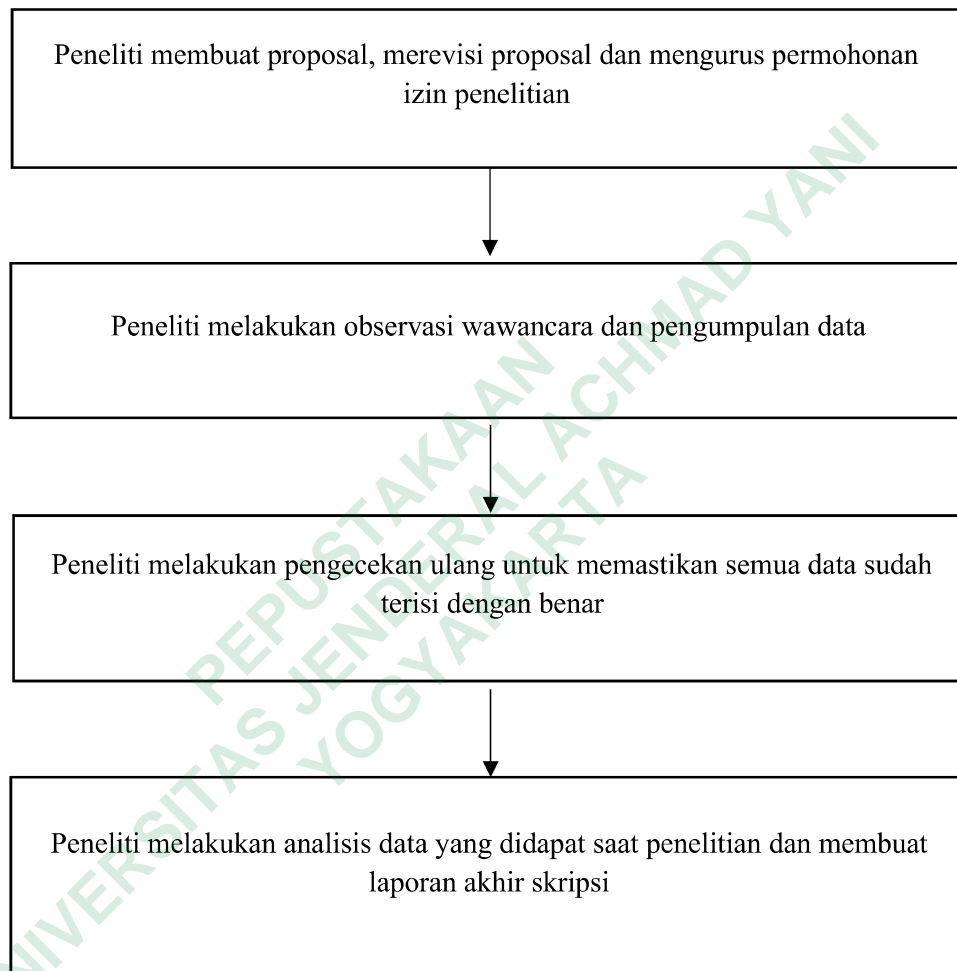 Peneliti membuat proposal, merevisi proposal dan mengurus permohonan
izin penelitian
Peneliti melakukan observasi wawancara dan pengumpulan data
Peneliti melakukan pengecekan ulang untuk memastikan semua data sudah
terisi dengan benar
Peneliti melakukan analisis data yang didapat saat penelitian dan membuat
laporan akhir skripsi
PEPUSTAKAAN
NIVERSITAS JENDERAL ACHMAD YANI
YOGYAKARTA